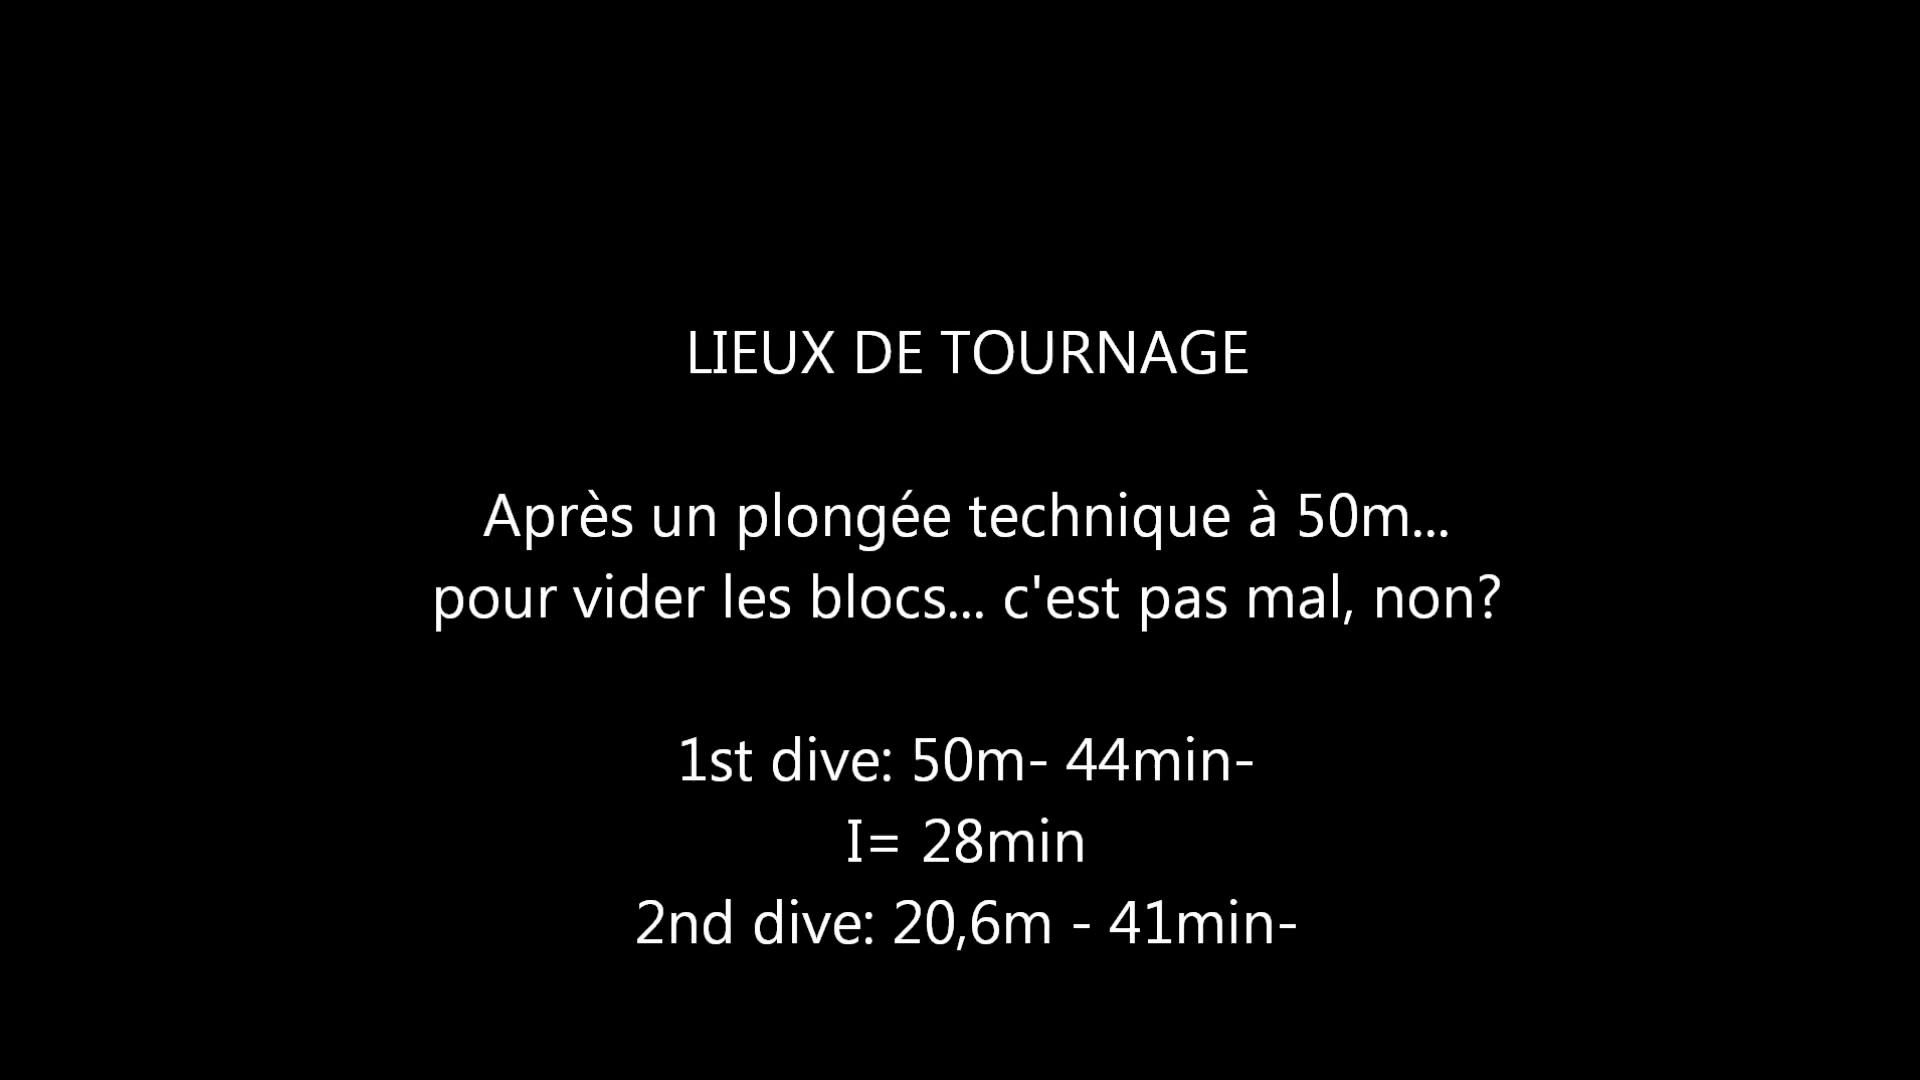 LIEUX DE TOURNAGE
Après un plongée technique à 50m...
pour vider les blocs... c'est pas mal, non?
1st dive: 50m- 44min-
I= 28min
2nd dive: 20,6m - 41min-